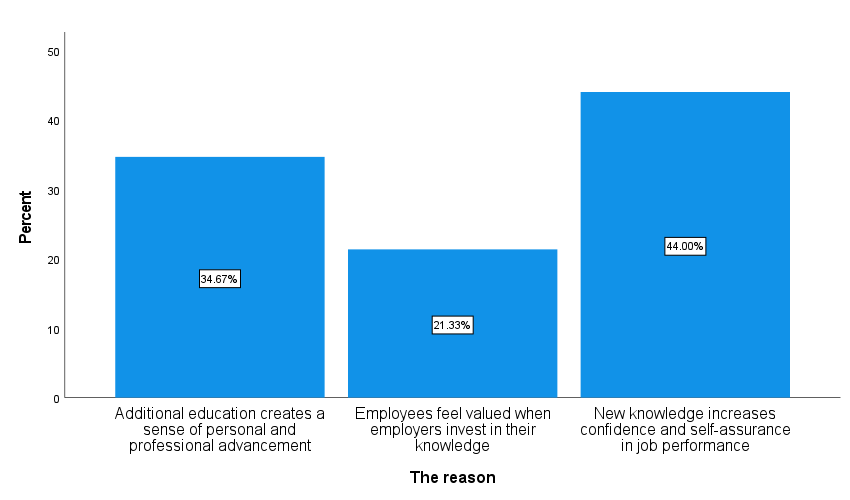 50
40
30
20
10
0
Percent
34.67%
21.33%
44.00%
Additional education creates a
sense of personal and
professional advancement
Employees feel valued when
employers invest in their
knowledge
New knowledge increases
confidence and self-assurance
in job performance
The reason